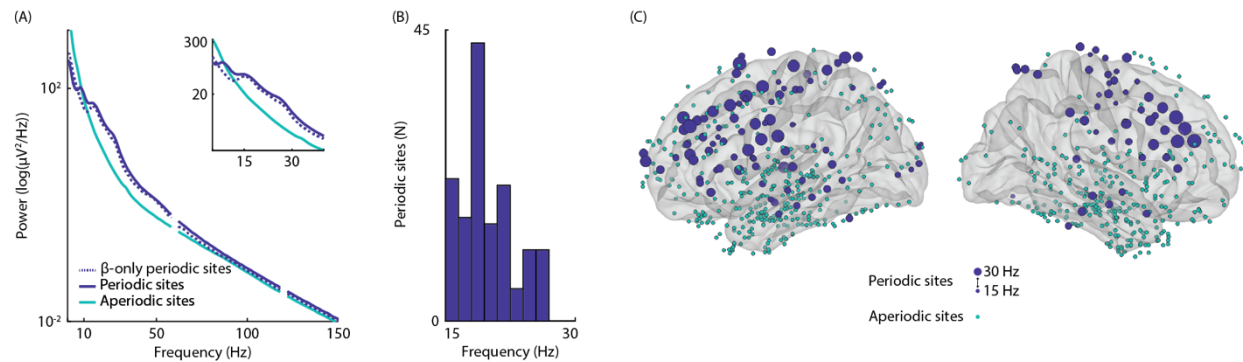 (A)
Power (log(μV²/Hz))
10²
10⁻²
300
20
15
30
β-only periodic sites
Periodic sites
Aperiodic sites
10
50
100
150
Frequency (Hz)
(B)
Periodic sites (N)
45
0
15
30
Frequency (Hz)
(C)
Periodic sites
30 Hz
15 Hz
Aperiodic sites